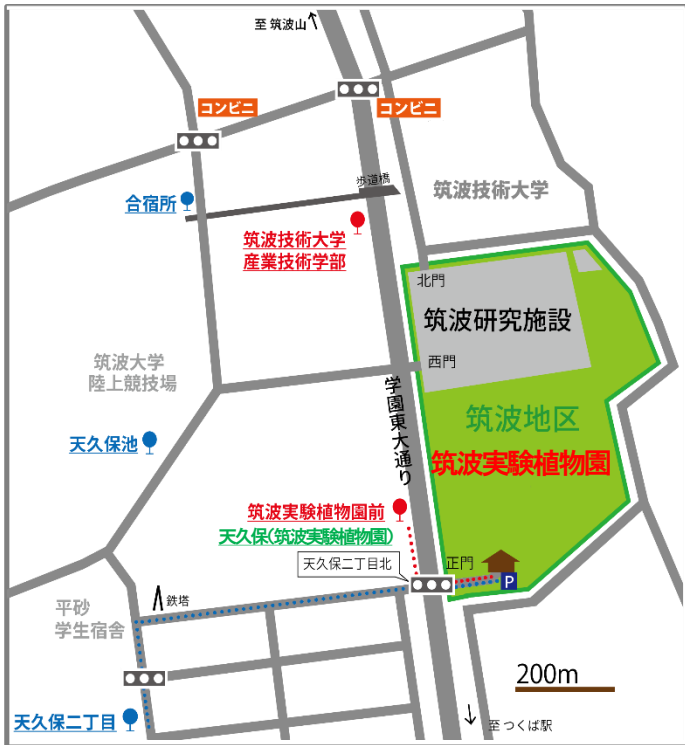 至 筑波山
コンビニ
コンビニ
歩道橋
筑波技術大学
合宿所
筑波技術大学
産業技術学部
北門
筑波研究施設
西門
筑波大学
陸上競技場
学園東大通り
筑波地区
筑波実験植物園
天久保池
筑波実験植物園前
天久保(筑波実験植物園)
天久保二丁目北
正門
P
平砂
学生宿舎
鉄塔
200m
天久保二丁目
至 つくば駅